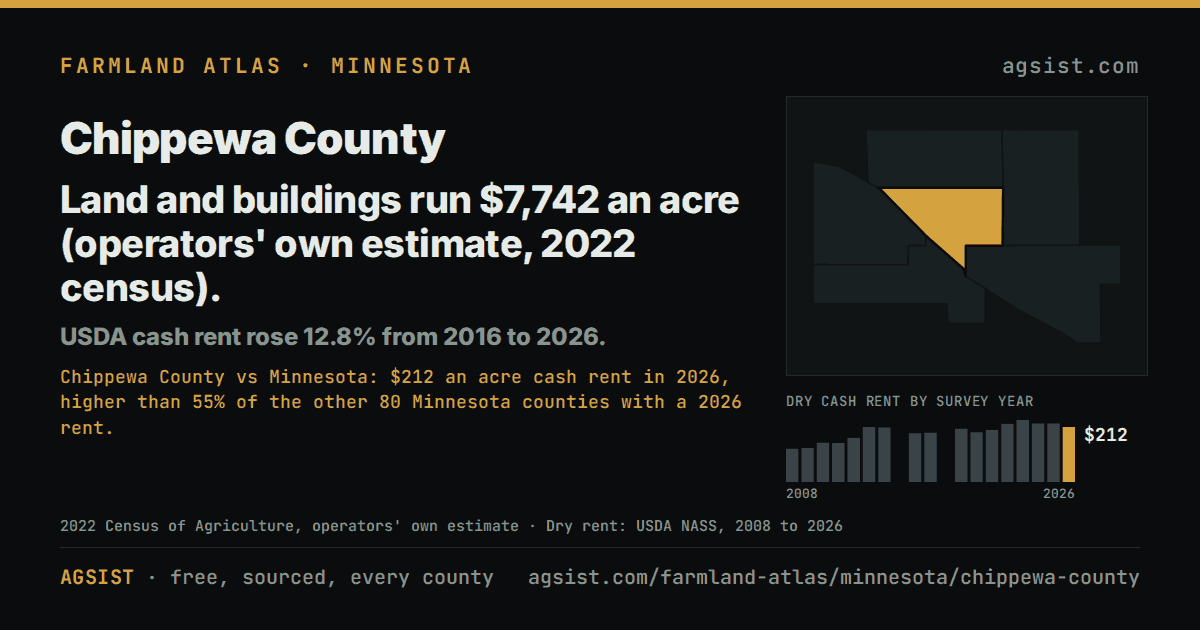 FARMLAND ATLAS · MINNESOTA
agsist.com
Chippewa County
Land and buildings run $7,742 an acre
(operators' own estimate, 2022
census).
USDA cash rent rose 12.8% from 2016 to 2026.
Chippewa County vs Minnesota: $212 an acre cash rent in 2026,
higher than 55% of the other 80 Minnesota counties with a 2026
rent.
DRY CASH RENT BY SURVEY YEAR
$212
2008 2026
2022 Census of Agriculture, operators' own estimate · Dry rent: USDA NASS, 2008 to 2026
AGSIST · free, sourced, every county
agsist.com/farmland-atlas/minnesota/chippewa-county